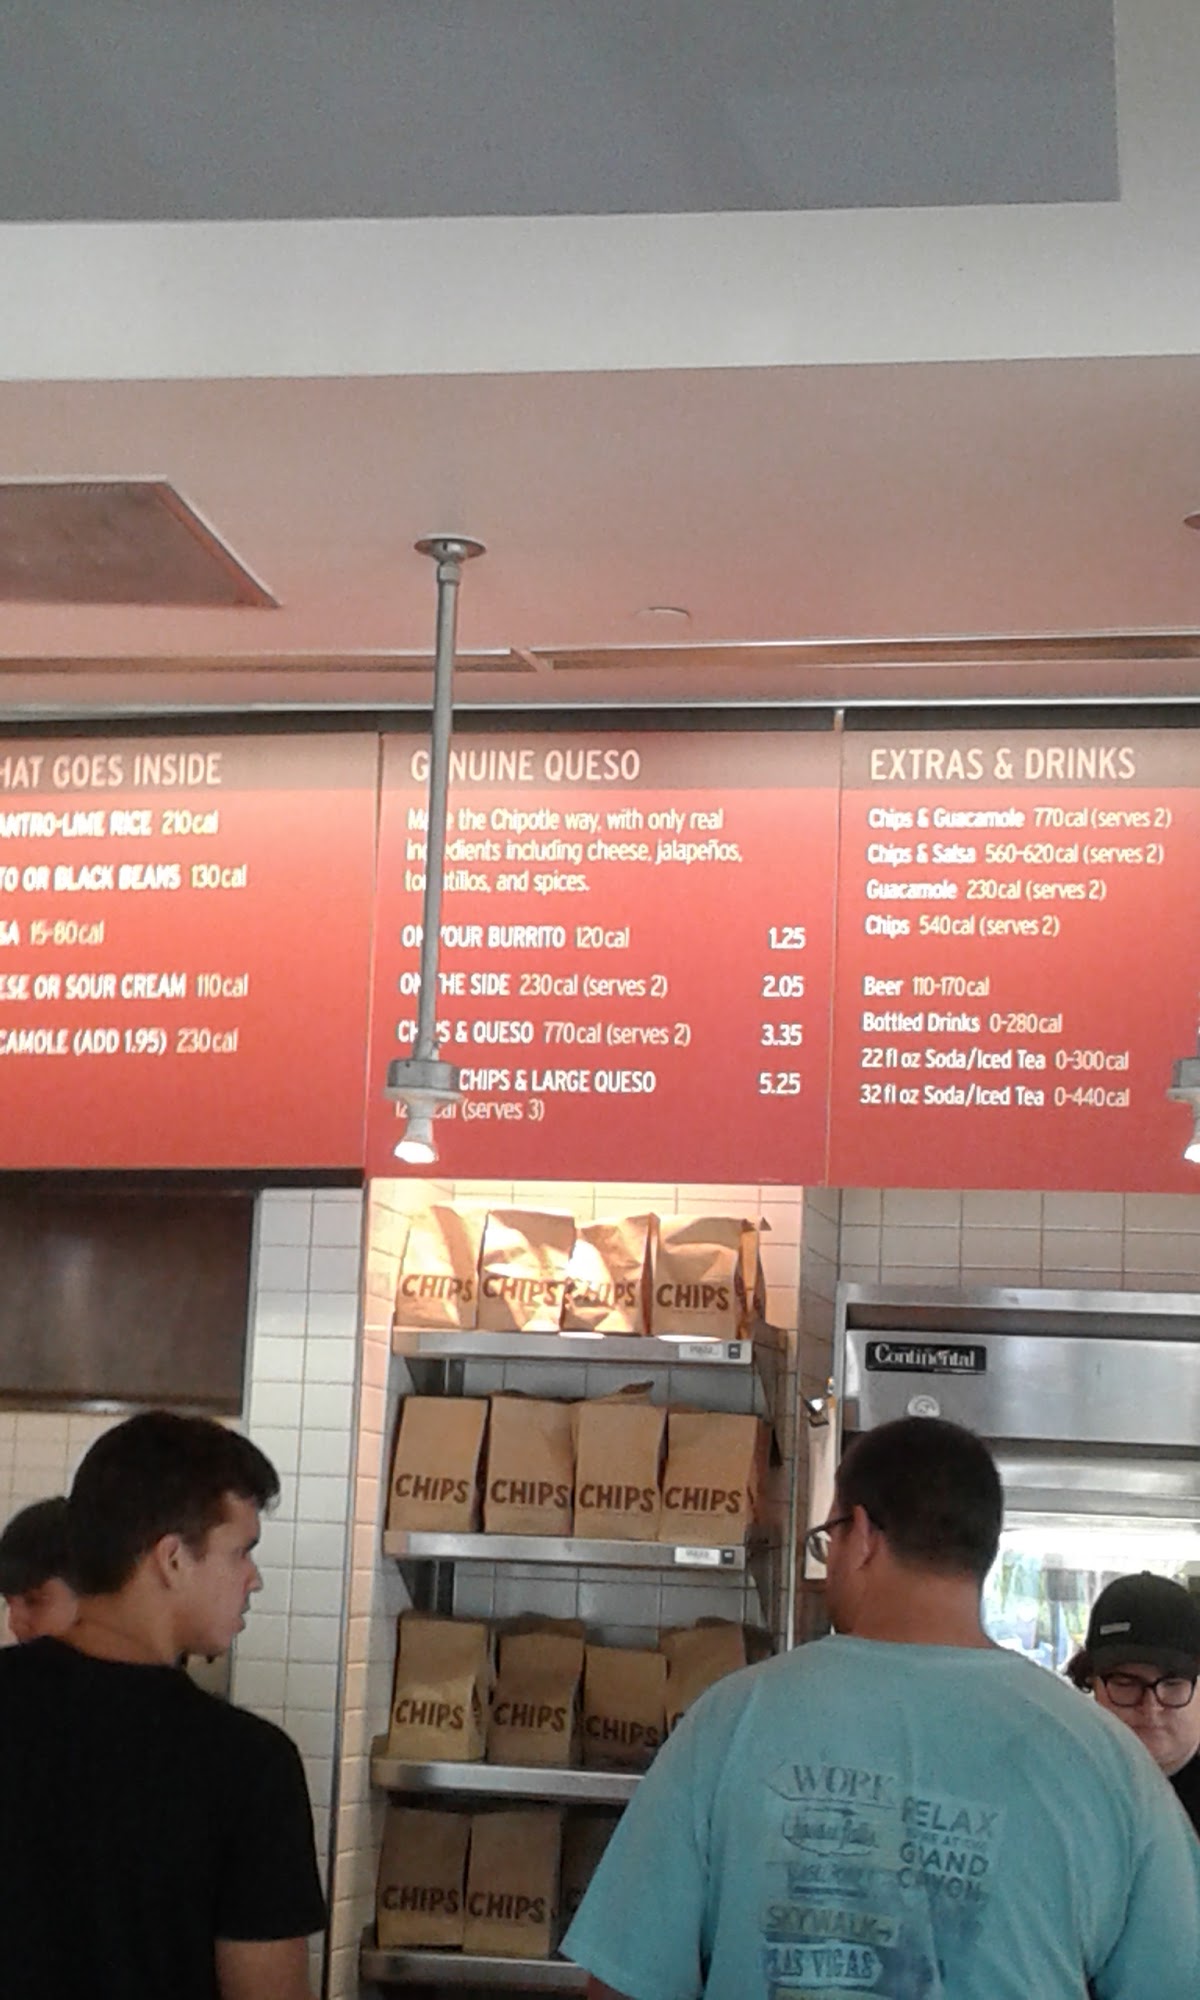 HAT GOES INSIDE
ANTRO-LIME RICE 210cal
TO OR BLACK BEANS 130cal
SA 15-80cal
ESE OR SOUR CREAM 110cal
CAMOLE (ADD 1.95) 230cal
G NUINE QUESO
the Chipotle way, with only real
including cheese, jalapeños,
and spices.
YOUR BURRITO 120cal 1.25
THE SIDE 230cal (serves 2) 2.05
& QUESO 770cal (serves 2) 3.35
CHIPS & LARGE QUESO 5.25
(serves 3)
EXTRAS & DRINKS
Chips & Guacamole 770cal (serves 2)
Chips & Salsa 560-620cal (serves 2)
Guacamole 230cal (serves 2)
Chips 540cal (serves 2)
Beer 110-170cal
Bottled Drinks 0-280cal
22 fl oz Soda/Iced Tea 0-300cal
32 fl oz Soda/Iced Tea 0-440cal
CHIPS CHIPS CHIPS CHIPS
Continental
CHIPS CHIPS CHIPS CHIPS
CHIPS CHIPS CHIPS
CHIPS CHIPS
WORK
RELAX
GRAND
CANYON
SKYWALK
LAS VEGAS